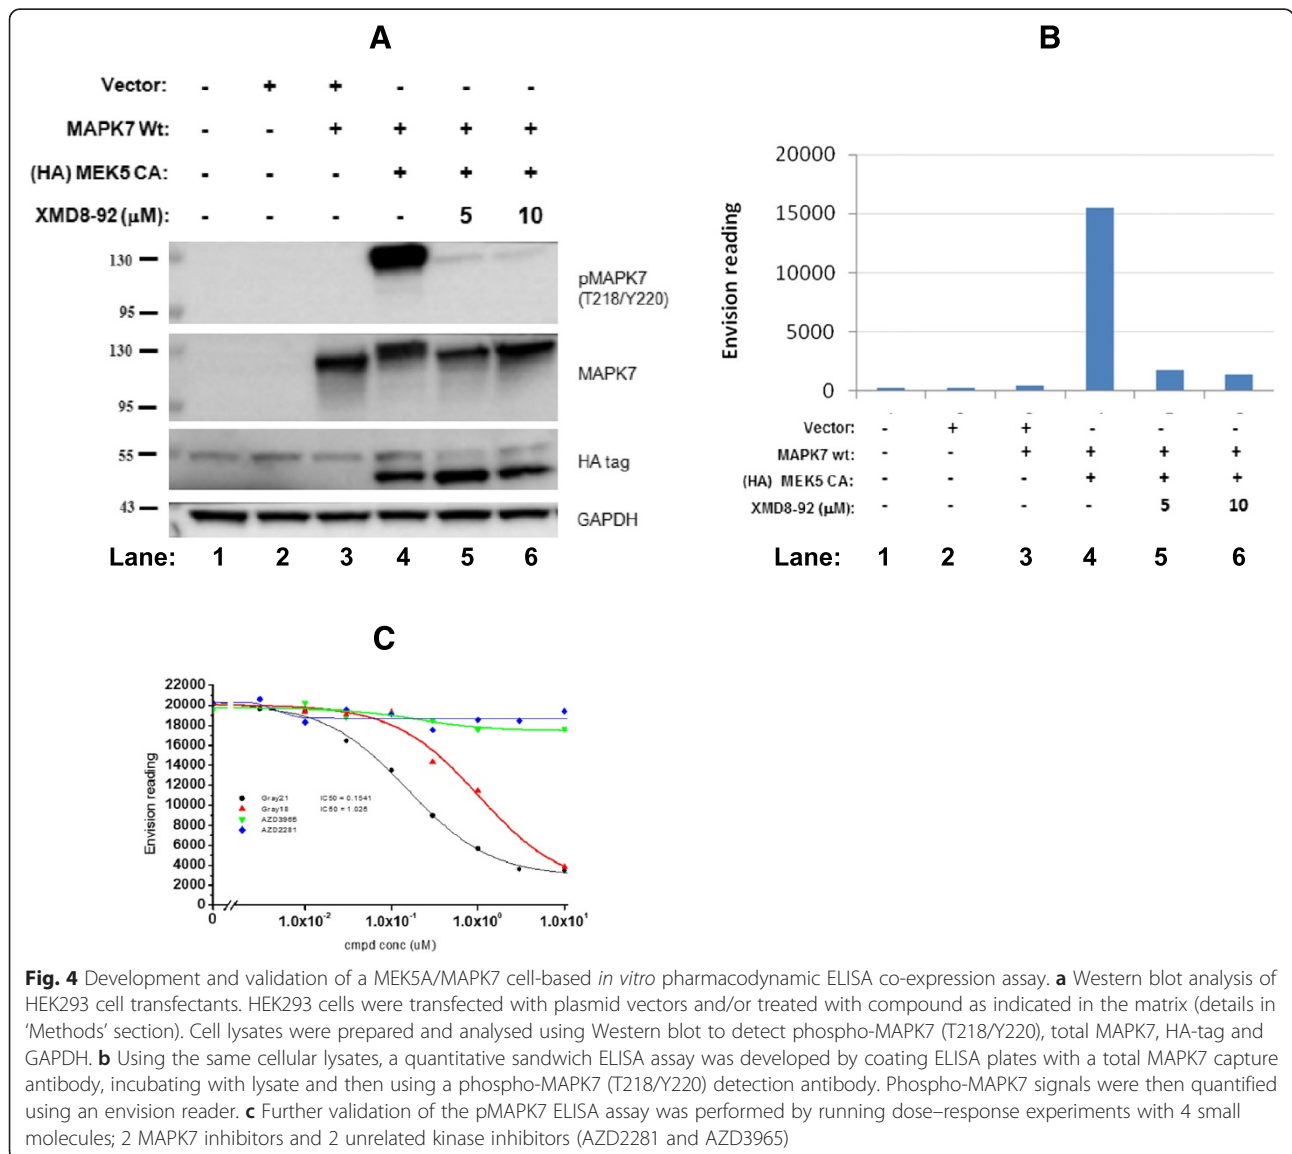 A
Vector: - + + - - -
MAPK7 Wt: - - + + + +
(HA) MEK5 CA: - - - + + +
XMD8-92 (µM): - - - - 5 10
130
95
pMAPK7
(T218/Y220)
130
95
MAPK7
55
HA tag
43
GAPDH
Lane: 1 2 3 4 5 6
B
Envision reading
20000
15000
10000
5000
0
Vector: - + + - - -
MAPK7 wt: - - + + + +
(HA) MEK5 CA: - - - + + +
XMD8-92 (µM): - - - - 5 10
Lane: 1 2 3 4 5 6
C
Envision reading
22000
20000
18000
16000
14000
12000
10000
8000
6000
4000
2000
0
Gray21 IC50 = 0.1541
Gray18 IC50 = 1.025
AZD3965
AZD2281
0 1.0x10⁻² 1.0x10⁻¹ 1.0x10⁰ 1.0x10¹
cmpd conc (uM)
Fig. 4 Development and validation of a MEK5A/MAPK7 cell-based in vitro pharmacodynamic ELISA co-expression assay. a Western blot analysis of
HEK293 cell transfectants. HEK293 cells were transfected with plasmid vectors and/or treated with compound as indicated in the matrix (details in
‘Methods’ section). Cell lysates were prepared and analysed using Western blot to detect phospho-MAPK7 (T218/Y220), total MAPK7, HA-tag and
GAPDH. b Using the same cellular lysates, a quantitative sandwich ELISA assay was developed by coating ELISA plates with a total MAPK7 capture
antibody, incubating with lysate and then using a phospho-MAPK7 (T218/Y220) detection antibody. Phospho-MAPK7 signals were then quantified
using an envision reader. c Further validation of the pMAPK7 ELISA assay was performed by running dose–response experiments with 4 small
molecules; 2 MAPK7 inhibitors and 2 unrelated kinase inhibitors (AZD2281 and AZD3965)